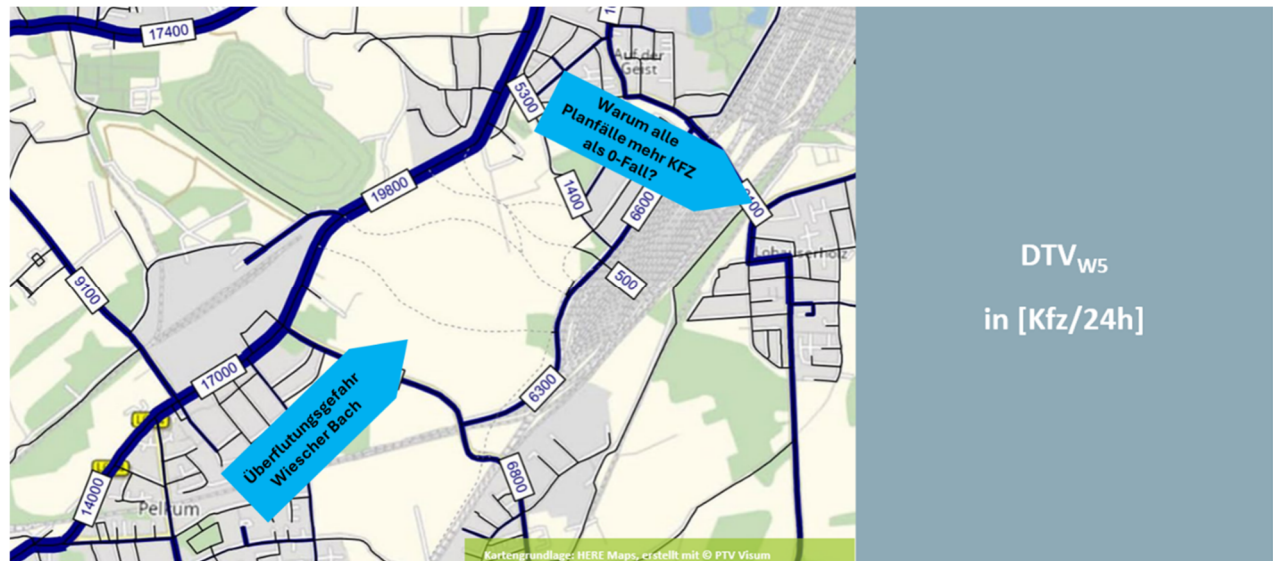 17400
Auf der
Geist
5300
Warum alle
Planfälle mehr KFZ
als 0-Fall?
19800
1400
6600
Lohauserholz
500
9100
17000
6300
Überflutungsgefahr
Wiescher Bach
6800
14000
Pelkum
DTVW5
in [Kfz/24h]
Kartengrundlage: HERE Maps, erstellt mit © PTV Visum